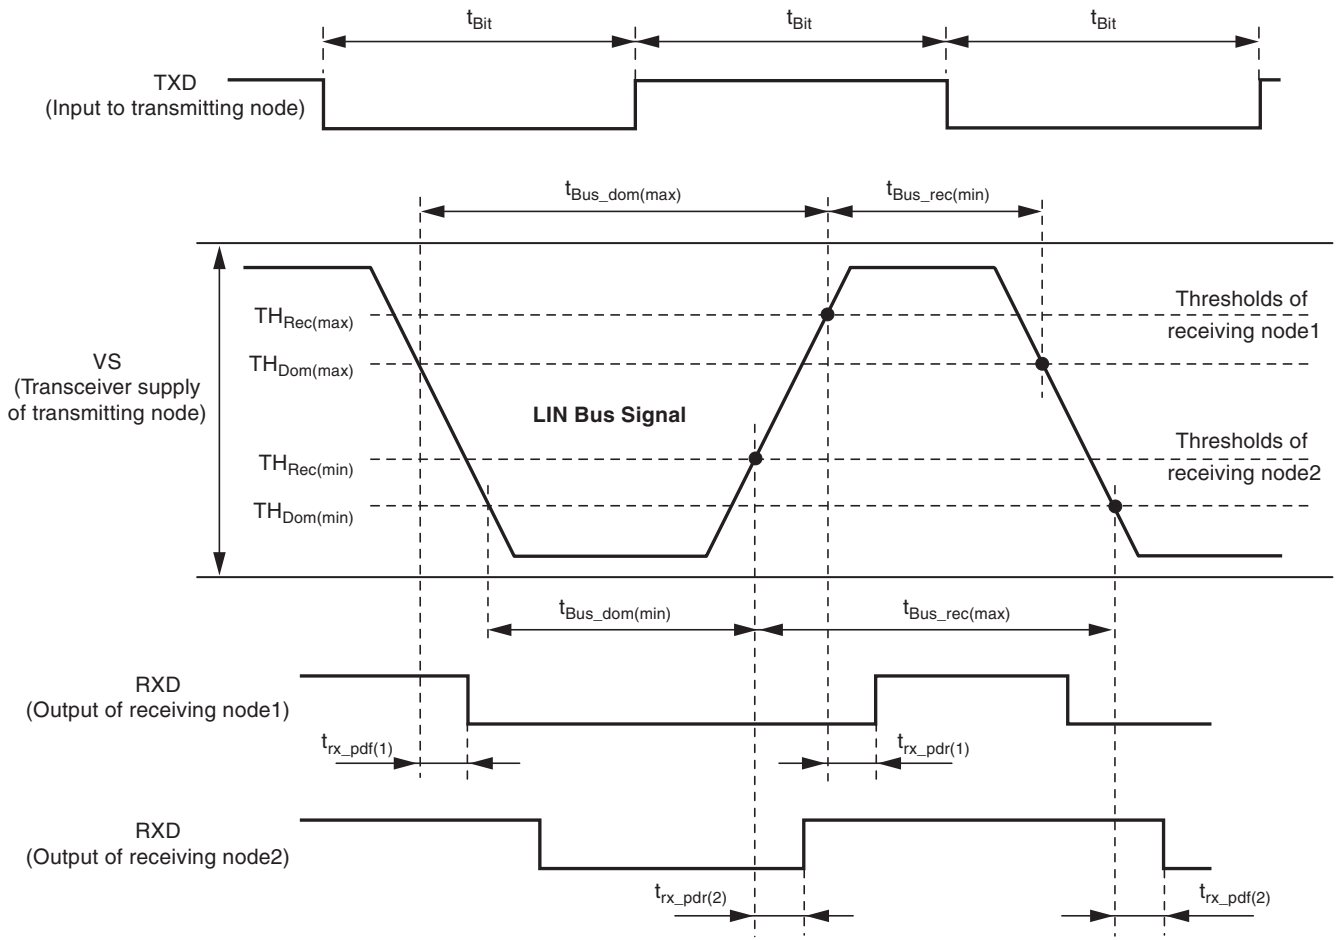 tBit
tBit
tBit
TXD
(Input to transmitting node)
tBus_dom(max)
tBus_rec(min)
THRec(max)
Thresholds of
receiving node1
THDom(max)
VS
(Transceiver supply
of transmitting node)
LIN Bus Signal
THRec(min)
Thresholds of
receiving node2
THDom(min)
tBus_dom(min)
tBus_rec(max)
RXD
(Output of receiving node1)
trx_pdf(1)
trx_pdr(1)
RXD
(Output of receiving node2)
trx_pdr(2)
trx_pdf(2)